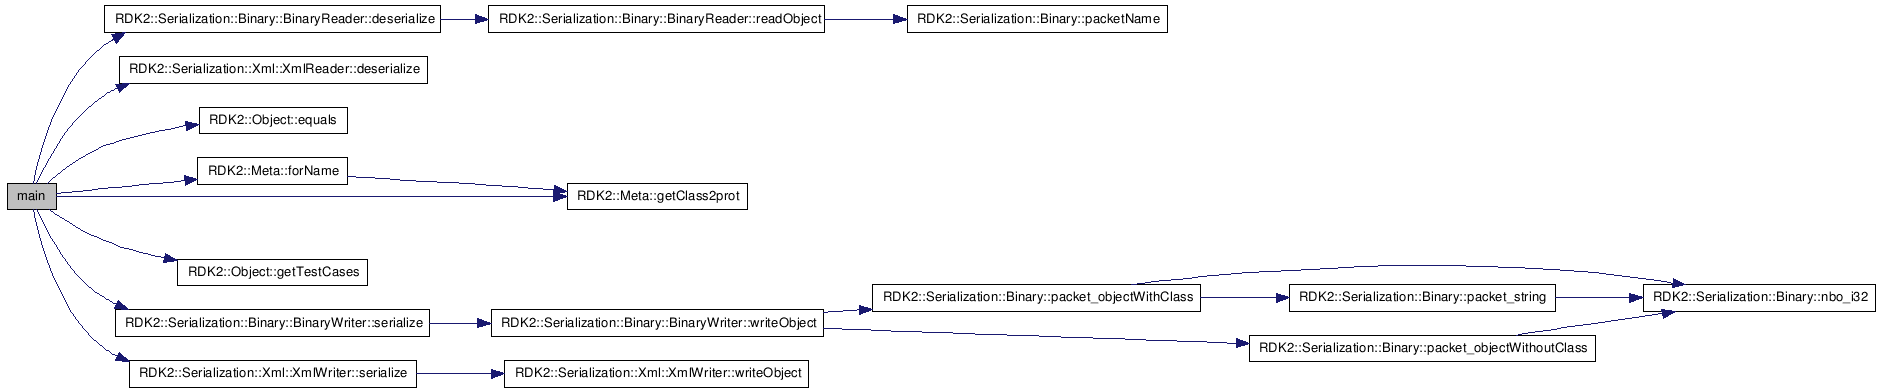 RDK2::Serialization::Binary::BinaryReader::deserialize
RDK2::Serialization::Binary::BinaryReader::readObject
RDK2::Serialization::Binary::packetName
RDK2::Serialization::Xml::XmlReader::deserialize
RDK2::Object::equals
RDK2::Meta::forName
main
RDK2::Meta::getClass2prot
RDK2::Object::getTestCases
RDK2::Serialization::Binary::packet_objectWithClass
RDK2::Serialization::Binary::packet_string
RDK2::Serialization::Binary::nbo_i32
RDK2::Serialization::Binary::BinaryWriter::serialize
RDK2::Serialization::Binary::BinaryWriter::writeObject
RDK2::Serialization::Binary::packet_objectWithoutClass
RDK2::Serialization::Xml::XmlWriter::serialize
RDK2::Serialization::Xml::XmlWriter::writeObject